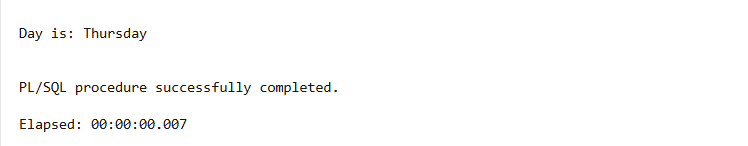 Day is: Thursday
PL/SQL procedure successfully completed.
Elapsed: 00:00:00.007